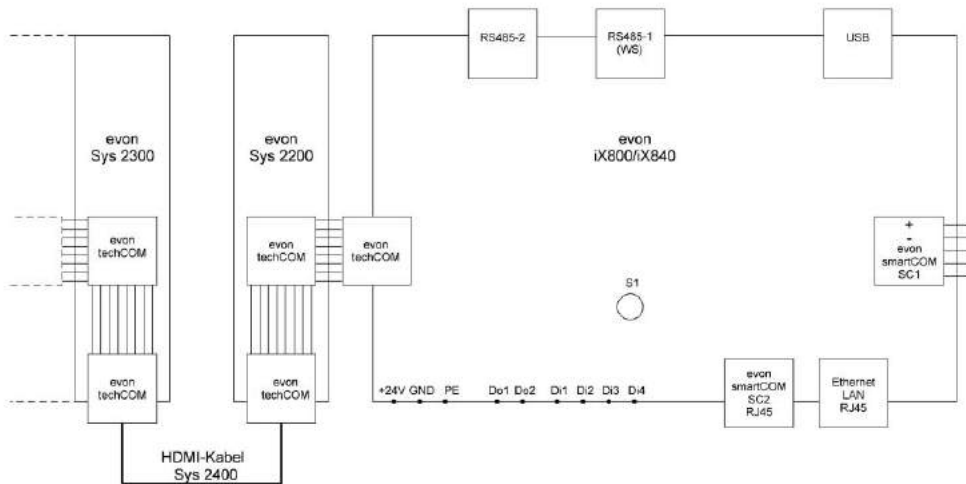 RS485-2
RS485-1
(WS)
USB
evon
Sys 2300
evon
Sys 2200
evon
iX800/iX840
evon
techCOM
evon
techCOM
evon
techCOM
+
-
evon
smartCOM
SC1
S1
evon
techCOM
evon
techCOM
+24V GND PE Do1 Do2 Di1 Di2 Di3 Di4
evon
smartCOM
SC2
RJ45
Ethernet
LAN
RJ45
HDMI-Kabel
Sys 2400